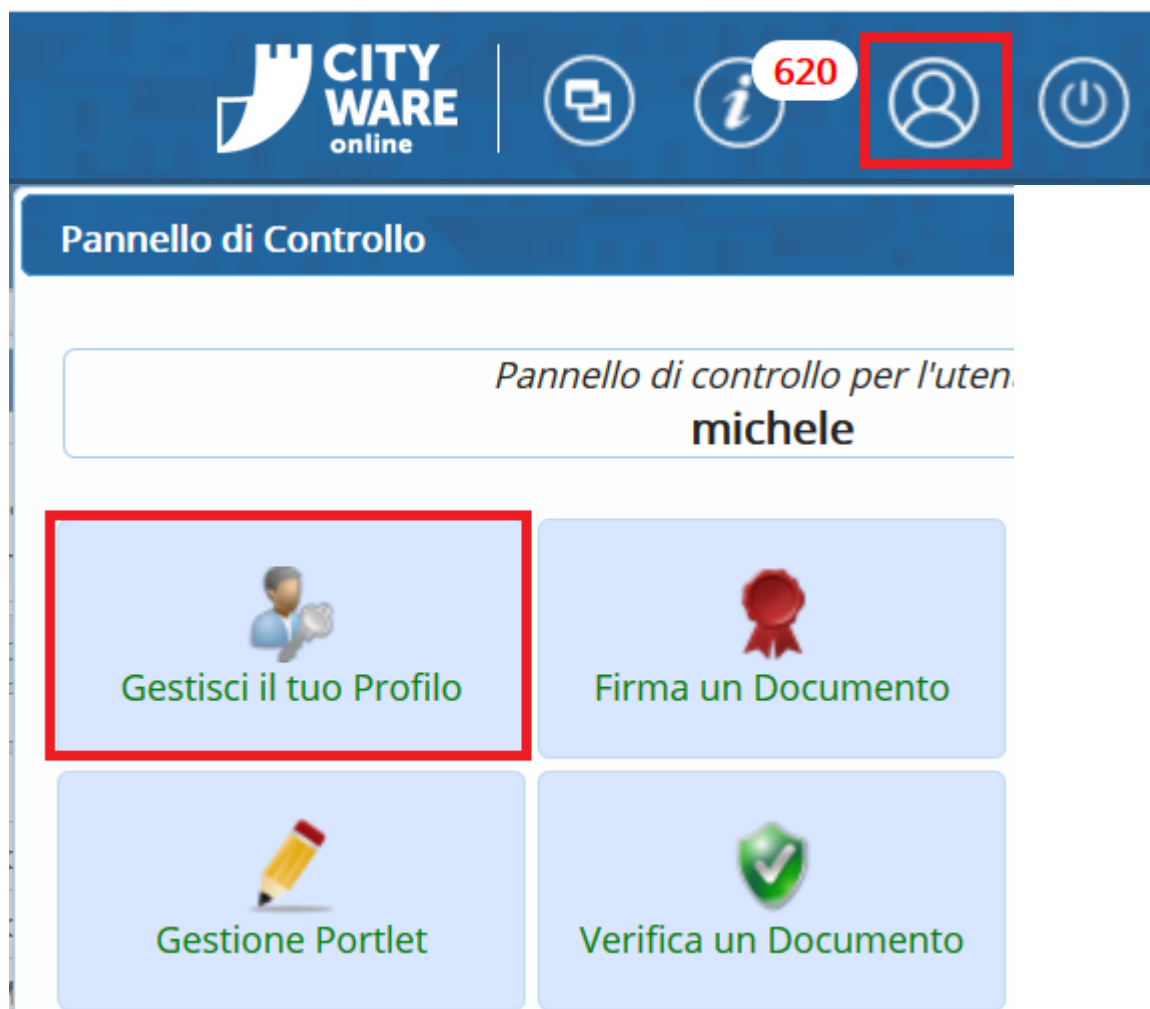 CITY
WARE
online
i
620
Pannello di Controllo
Pannello di controllo per l'uten
michele
Gestisci il tuo Profilo
Firma un Documento
Gestione Portlet
Verifica un Documento